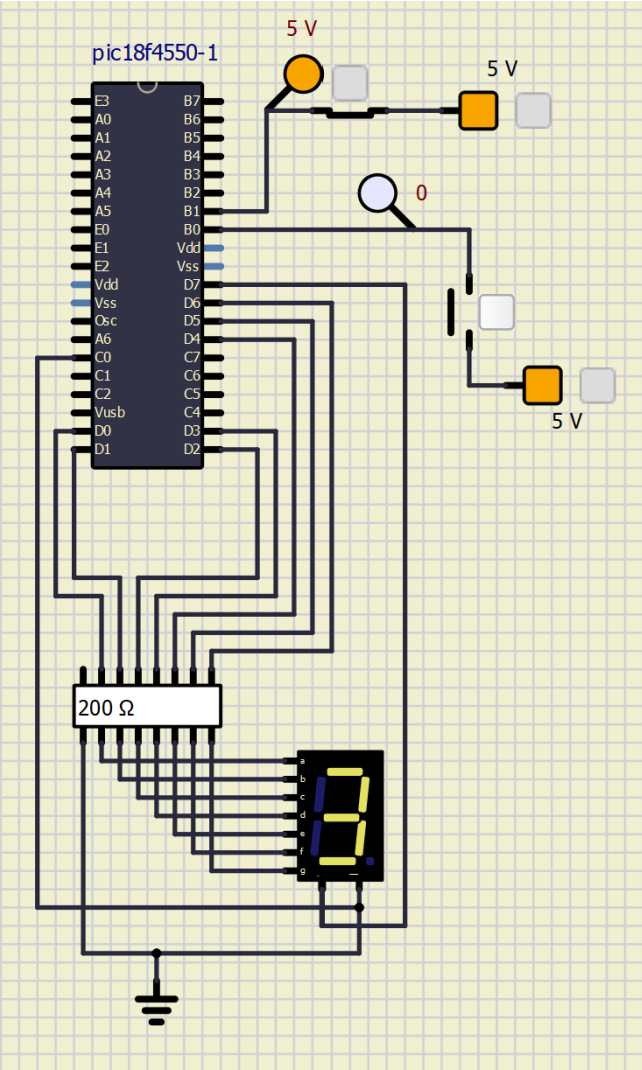 5 V
pic18f4550-1
5 V
E3 B7
A0 B6
A1 B5
A2 B4
A3 B3
A4 B2
A5 B1
0
E0 B0
E1 Vdd
E2 Vss
Vdd D7
Vss D6
Osc D5
A6 D4
C0 C7
C1 C6
C2 C5
Vusb C4
5 V
D0 D3
D1 D2
200 Ω
a
b
c
d
e
f
g